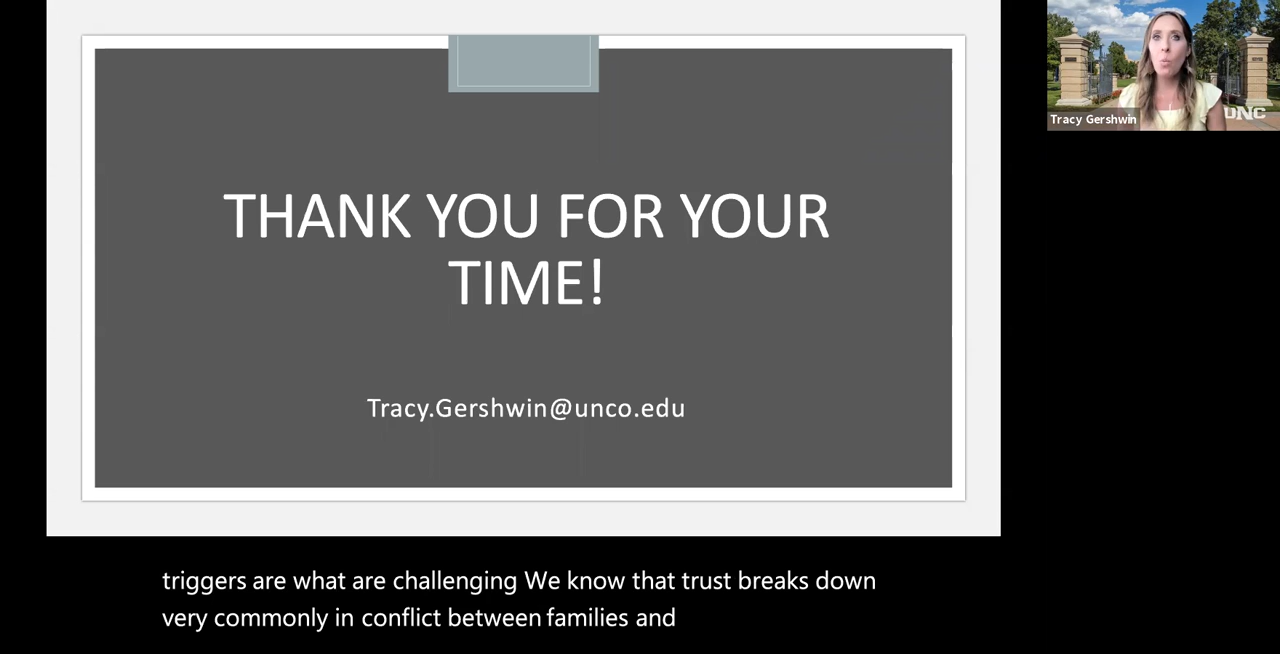 THANK YOU FOR YOUR
TIME!
Tracy.Gershwin@unco.edu
Tracy Gershwin
UNC
triggers are what are challenging We know that trust breaks down
very commonly in conflict between families and